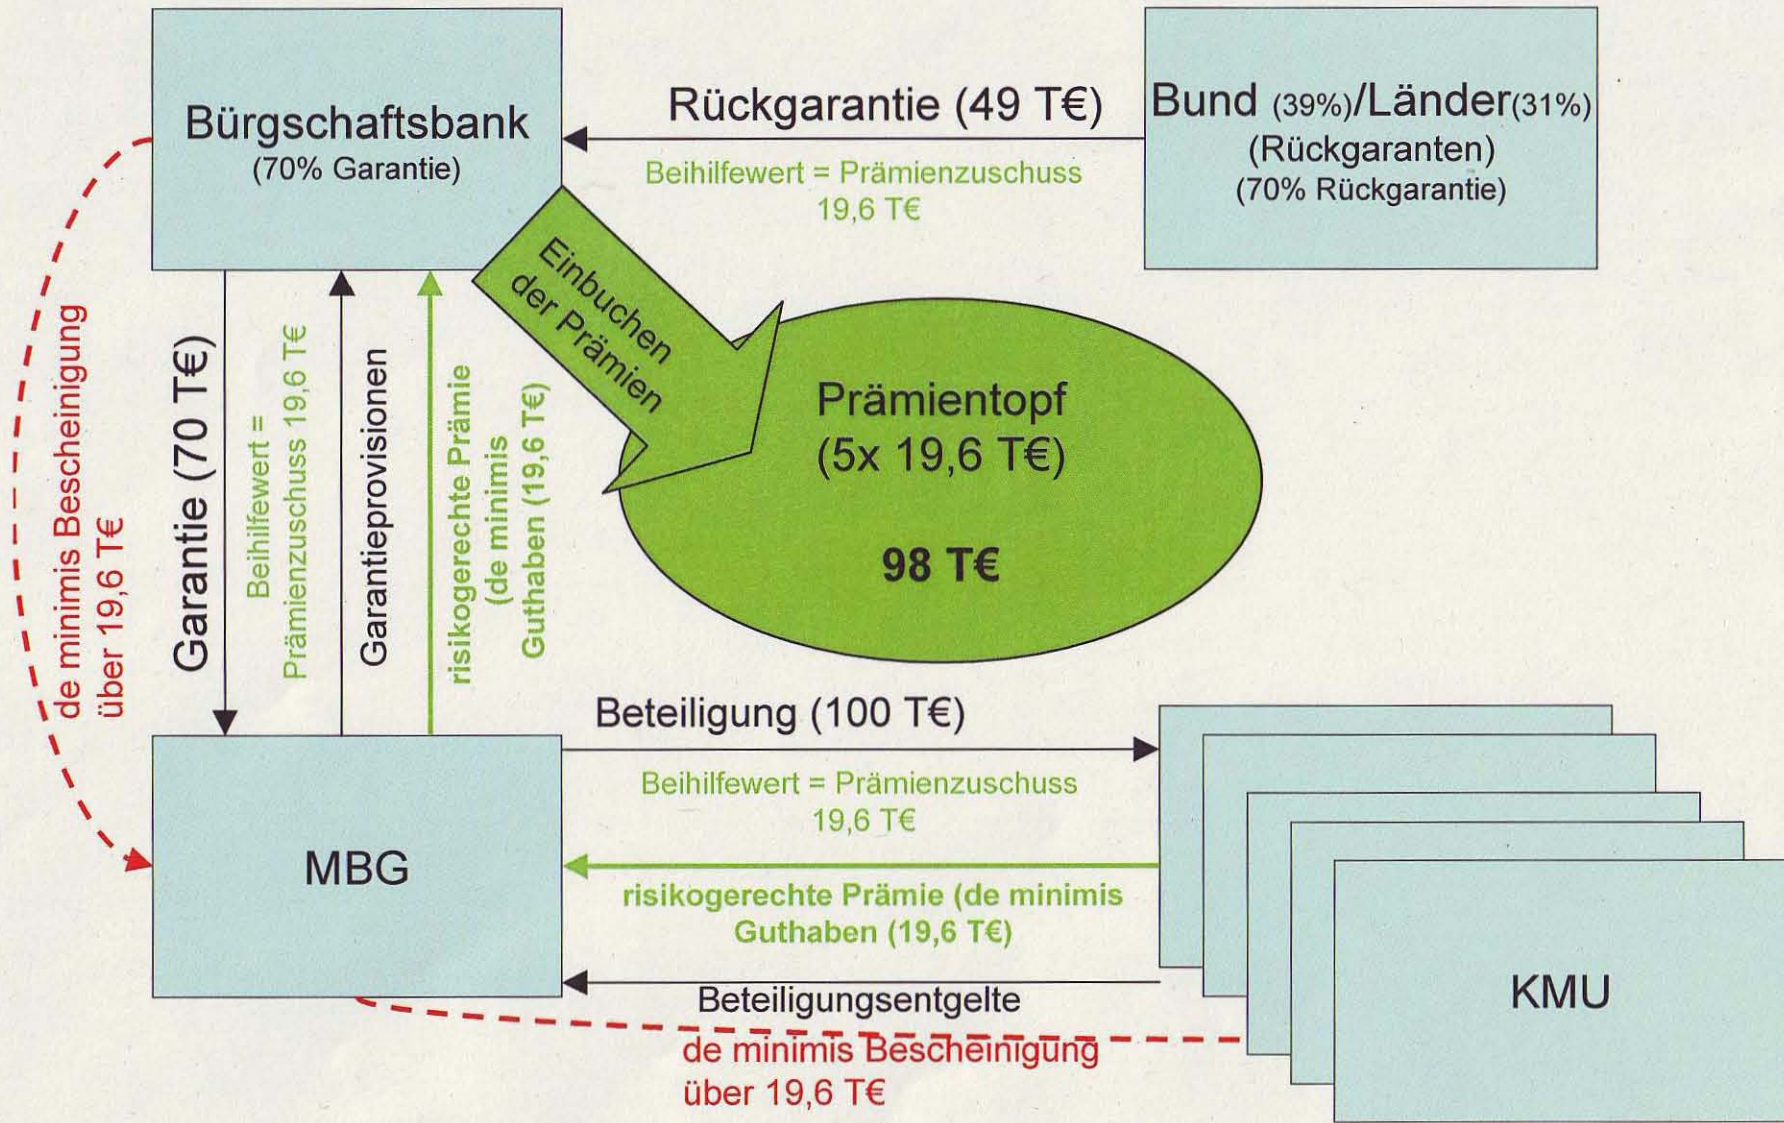 Bürgschaftsbank
(70% Garantie)
Rückgarantie (49 T€)
Beihilfewert = Prämienzuschuss
19,6 T€
Bund (39%)/Länder(31%)
(Rückgaranten)
(70% Rückgarantie)
Einbuchen
der Prämien
Prämientopf
(5x 19,6 T€)
98 T€
de minimis Bescheinigung
über 19,6 T€
Garantie (70 T€)
Beihilfewert =
Prämienzuschuss 19,6 T€
Garantieprovisionen
risikogerechte Prämie
(de minimis
Guthaben (19,6 T€)
Beteiligung (100 T€)
Beihilfewert = Prämienzuschuss
19,6 T€
MBG
risikogerechte Prämie (de minimis
Guthaben (19,6 T€)
Beteiligungsentgelte
de minimis Bescheinigung
über 19,6 T€
KMU